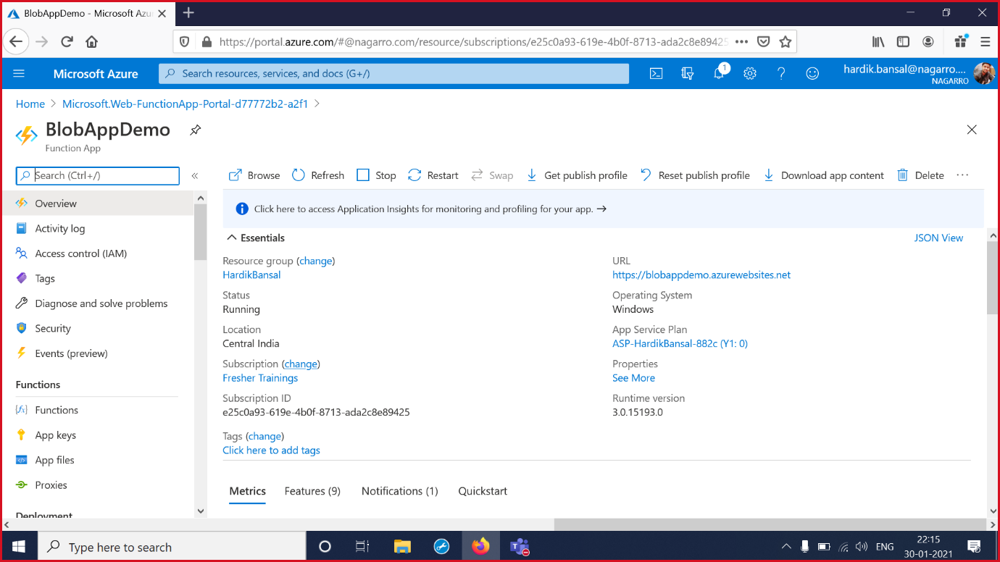 BlobAppDemo - Microsoft Azu
https://portal.azure.com/#@nagarro.com/resource/subscriptions/e25c0a93-619e-4b0f-8713-ada2c8e89425
Microsoft Azure
Search resources, services, and docs (G+/)
1
hardik.bansal@nagarro....
NAGARRO
Home > Microsoft.Web-FunctionApp-Portal-d77772b2-a2f1 >
BlobAppDemo
Function App
Search (Ctrl+/)
«
Browse Refresh Stop Restart Swap Get publish profile Reset publish profile Download app content Delete ...
Overview
Activity log
Access control (IAM)
Tags
Diagnose and solve problems
Security
Events (preview)
Functions
Functions
App keys
App files
Proxies
Deployment
Click here to access Application Insights for monitoring and profiling for your app. →
Essentials
JSON View
Resource group (change)
HardikBansal
Status
Running
Location
Central India
Subscription (change)
Fresher Trainings
Subscription ID
e25c0a93-619e-4b0f-8713-ada2c8e89425
Tags (change)
Click here to add tags
URL
https://blobappdemo.azurewebsites.net
Operating System
Windows
App Service Plan
ASP-HardikBansal-882c (Y1: 0)
Properties
See More
Runtime version
3.0.15193.0
Metrics Features (9) Notifications (1) Quickstart
Type here to search
ENG
22:15
30-01-2021